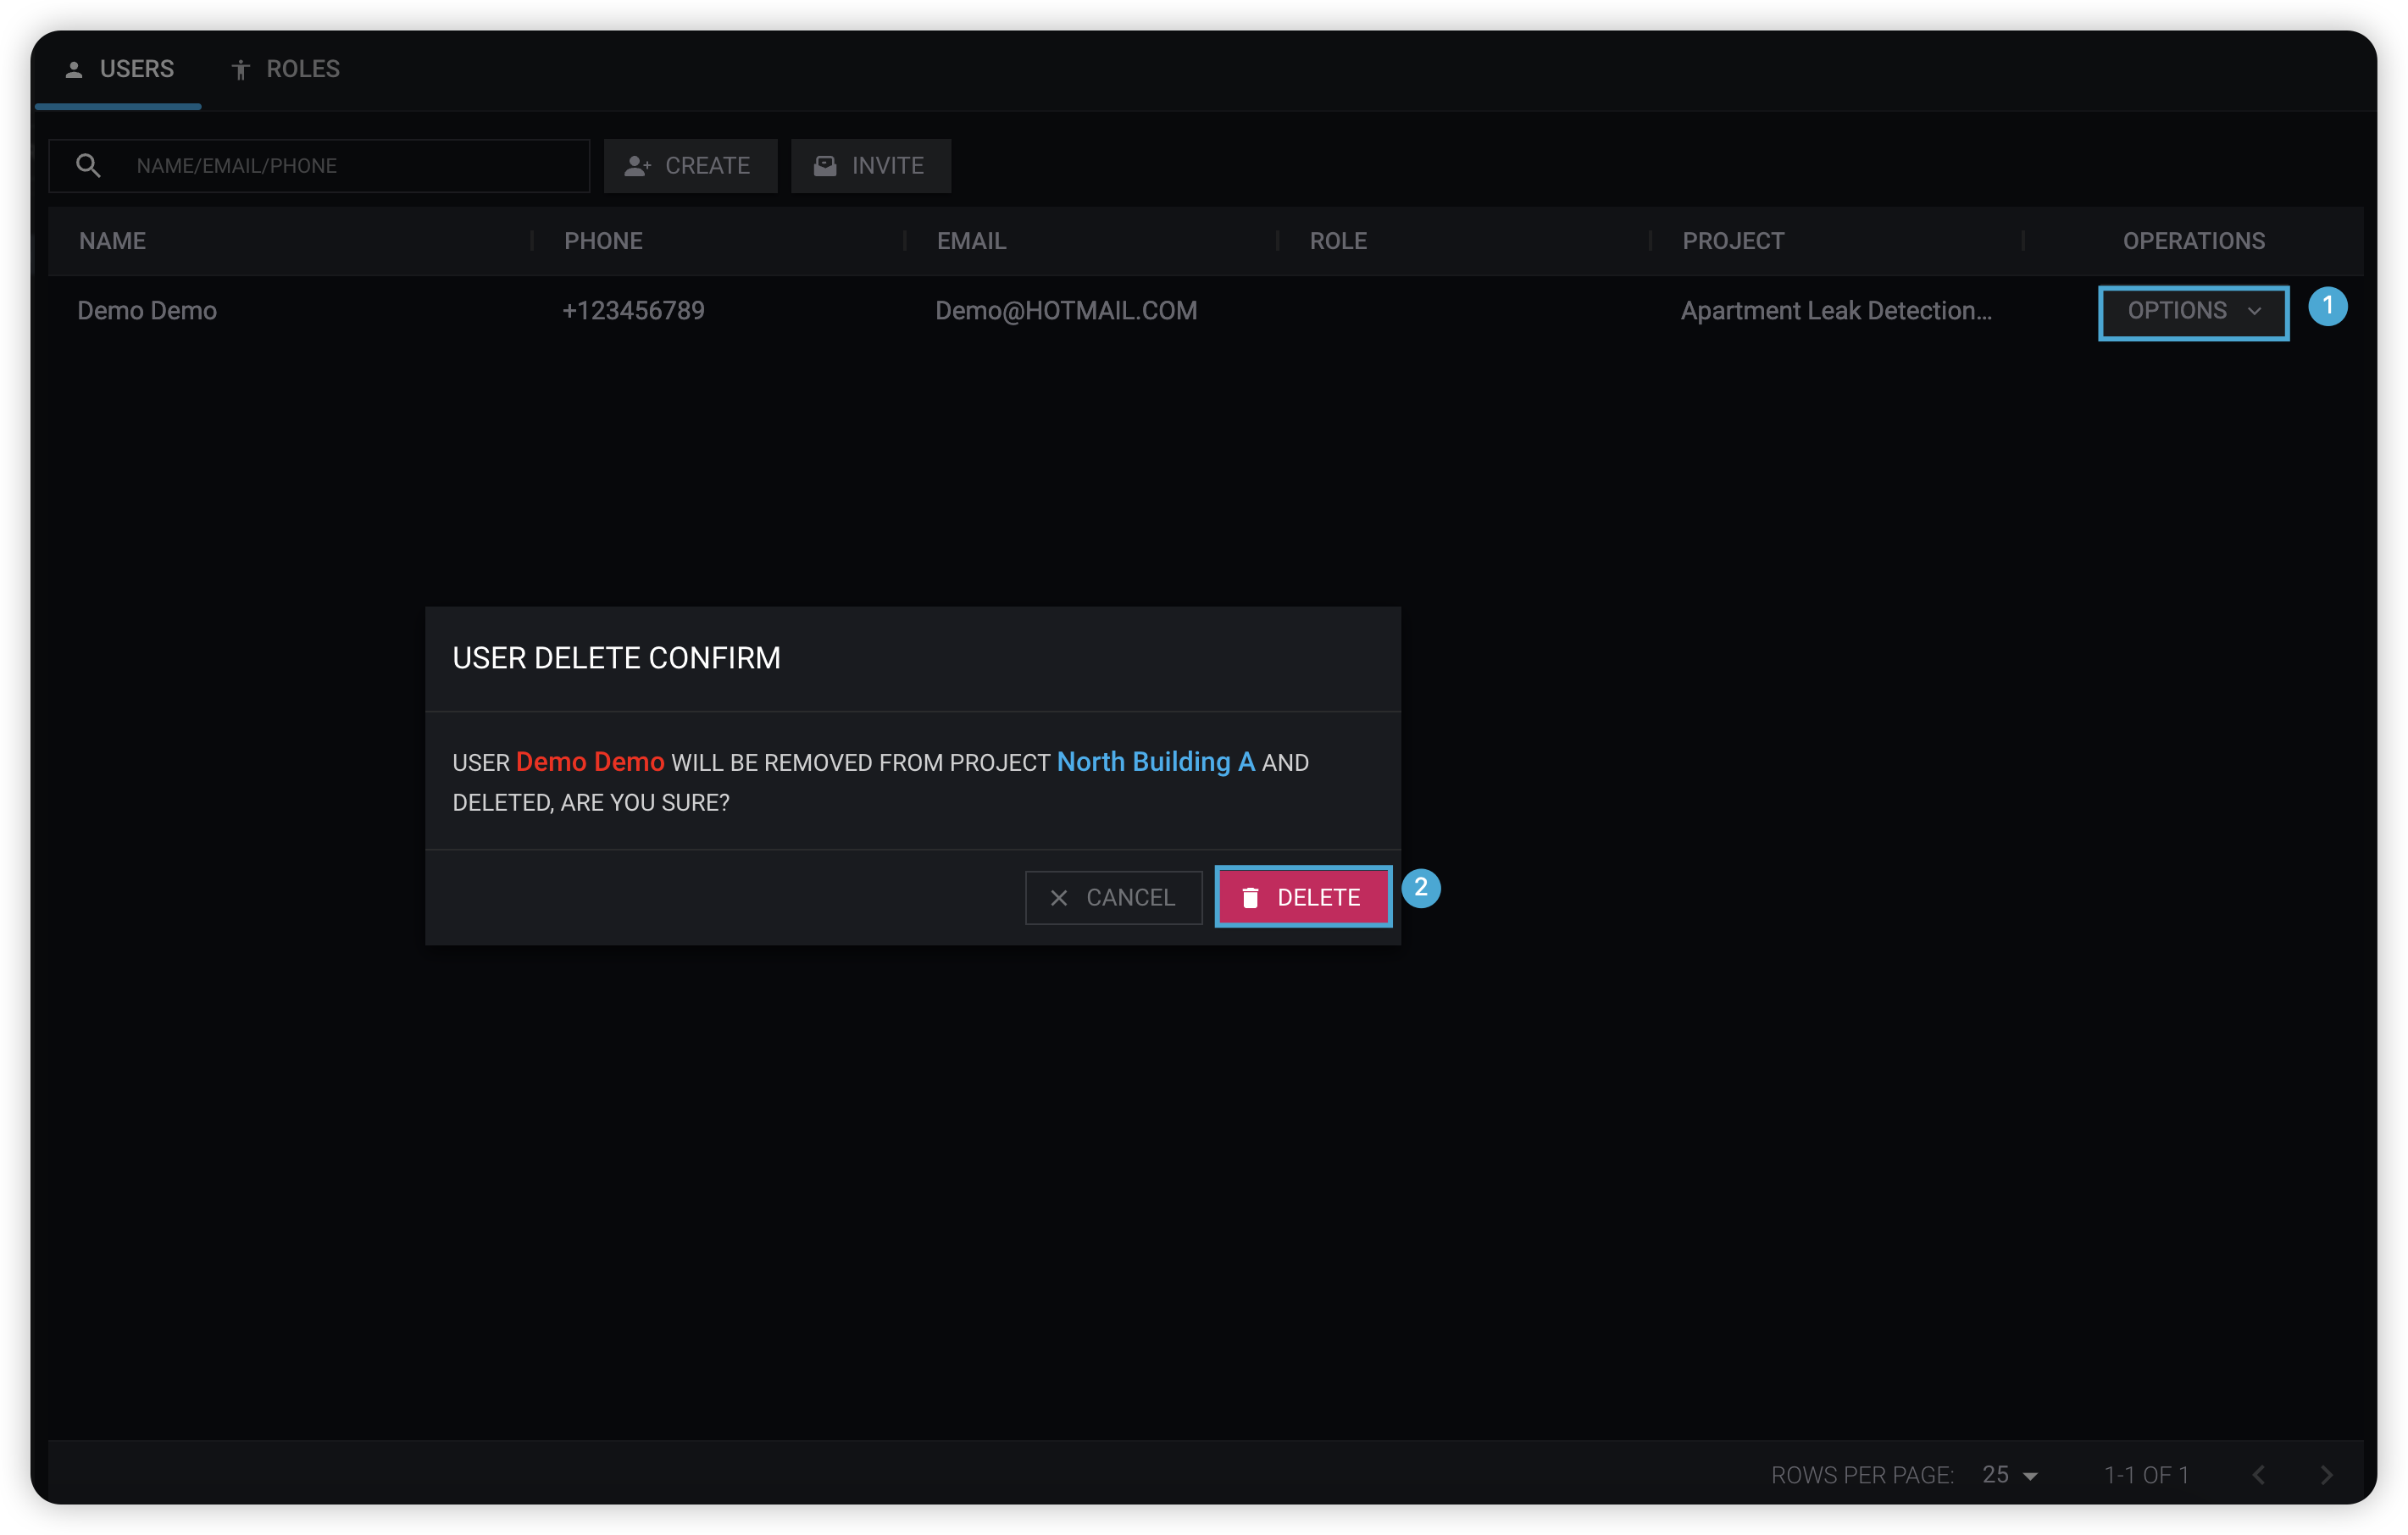 USERS ROLES
NAME/EMAIL/PHONE CREATE INVITE
NAME PHONE EMAIL ROLE PROJECT OPERATIONS
Demo Demo +123456789 Demo@HOTMAIL.COM Apartment Leak Detection... OPTIONS 1
USER DELETE CONFIRM
USER Demo Demo WILL BE REMOVED FROM PROJECT North Building A AND
DELETED, ARE YOU SURE?
CANCEL DELETE 2
ROWS PER PAGE: 25 1-1 OF 1